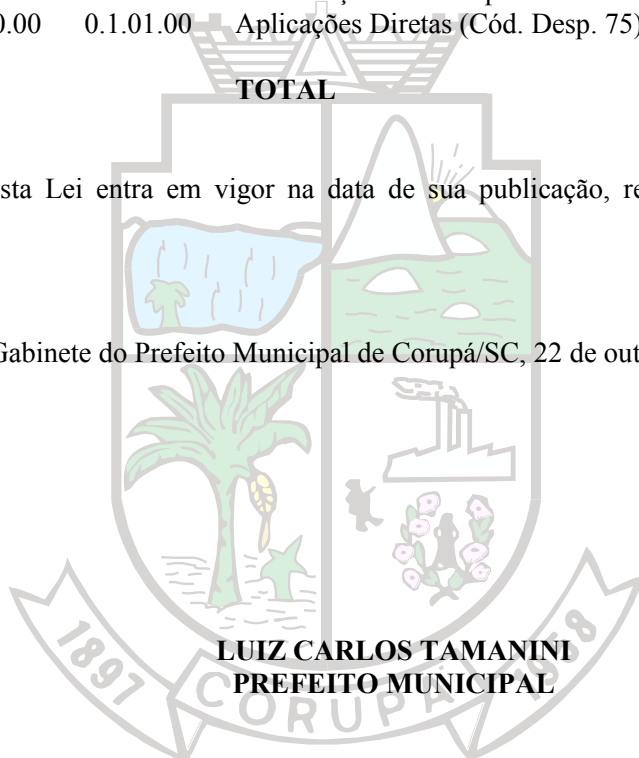 0.00 0.1.01.00 Aplicações Diretas (Cód. Desp. 75)
TOTAL
sta Lei entra em vigor na data de sua publicação, re
Gabinete do Prefeito Municipal de Corupá/SC, 22 de out
LUIZ CARLOS TAMANINI
PREFEITO MUNICIPAL
1897 CORUPÁ 1958